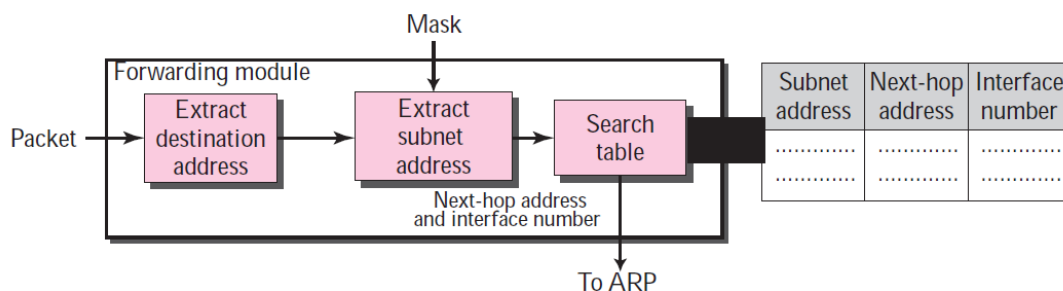 Mask
Forwarding module
Packet
Extract
destination
address
Extract
subnet
address
Search
table
Next-hop address
and interface number
To ARP
Subnet
address
Next-hop
address
Interface
number
.............
.............
.............
.............
.............
.............